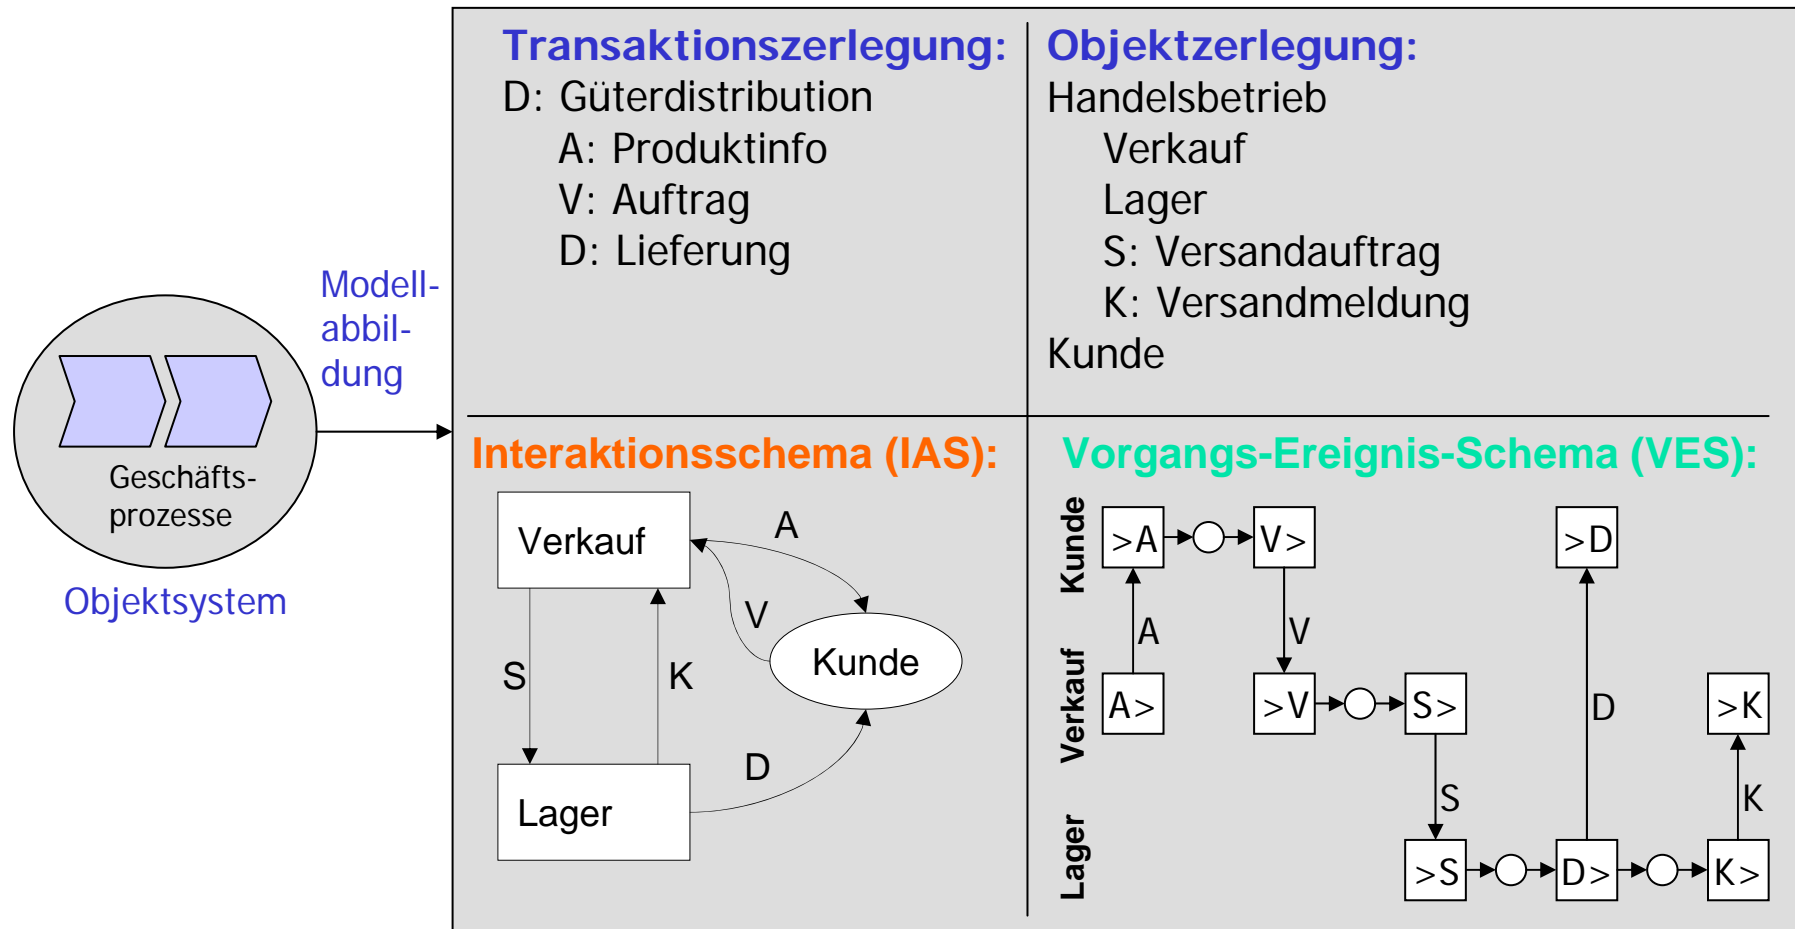 Transaktionszerlegung:
D: Güterdistribution
A: Produktinfo
V: Auftrag
D: Lieferung
Objektzerlegung:
Handelsbetrieb
Verkauf
Lager
S: Versandauftrag
K: Versandmeldung
Kunde
Modell-
abbil-
dung
Geschäfts-
prozesse
Objektsystem
Interaktionsschema (IAS):
Verkauf
A
V
Kunde
S
K
D
Lager
Vorgangs-Ereignis-Schema (VES):
Kunde
>A
V>
>D
A
V
D
Verkauf
A>
>V
S>
>K
S
K
Lager
>S
D>
K>